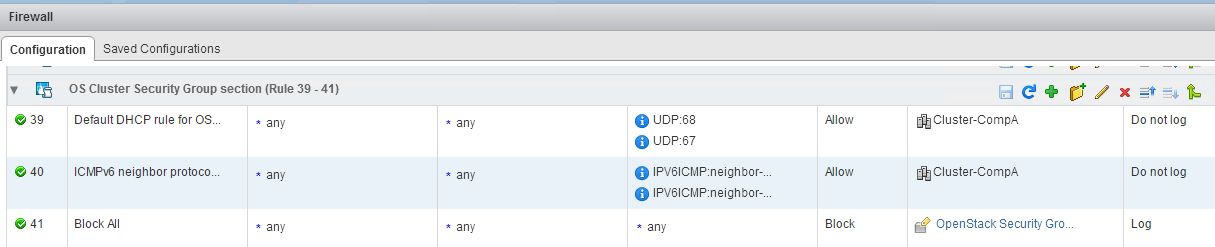 Firewall
Configuration Saved Configurations
OS Cluster Security Group section (Rule 39 - 41)
39 Default DHCP rule for OS... * any * any UDP:68 Allow Cluster-CompA Do not log
UDP:67
40 ICMPv6 neighbor protoco... * any * any IPV6ICMP:neighbor-... Allow Cluster-CompA Do not log
IPV6ICMP:neighbor-...
41 Block All * any * any * any Block OpenStack Security Gro... Log